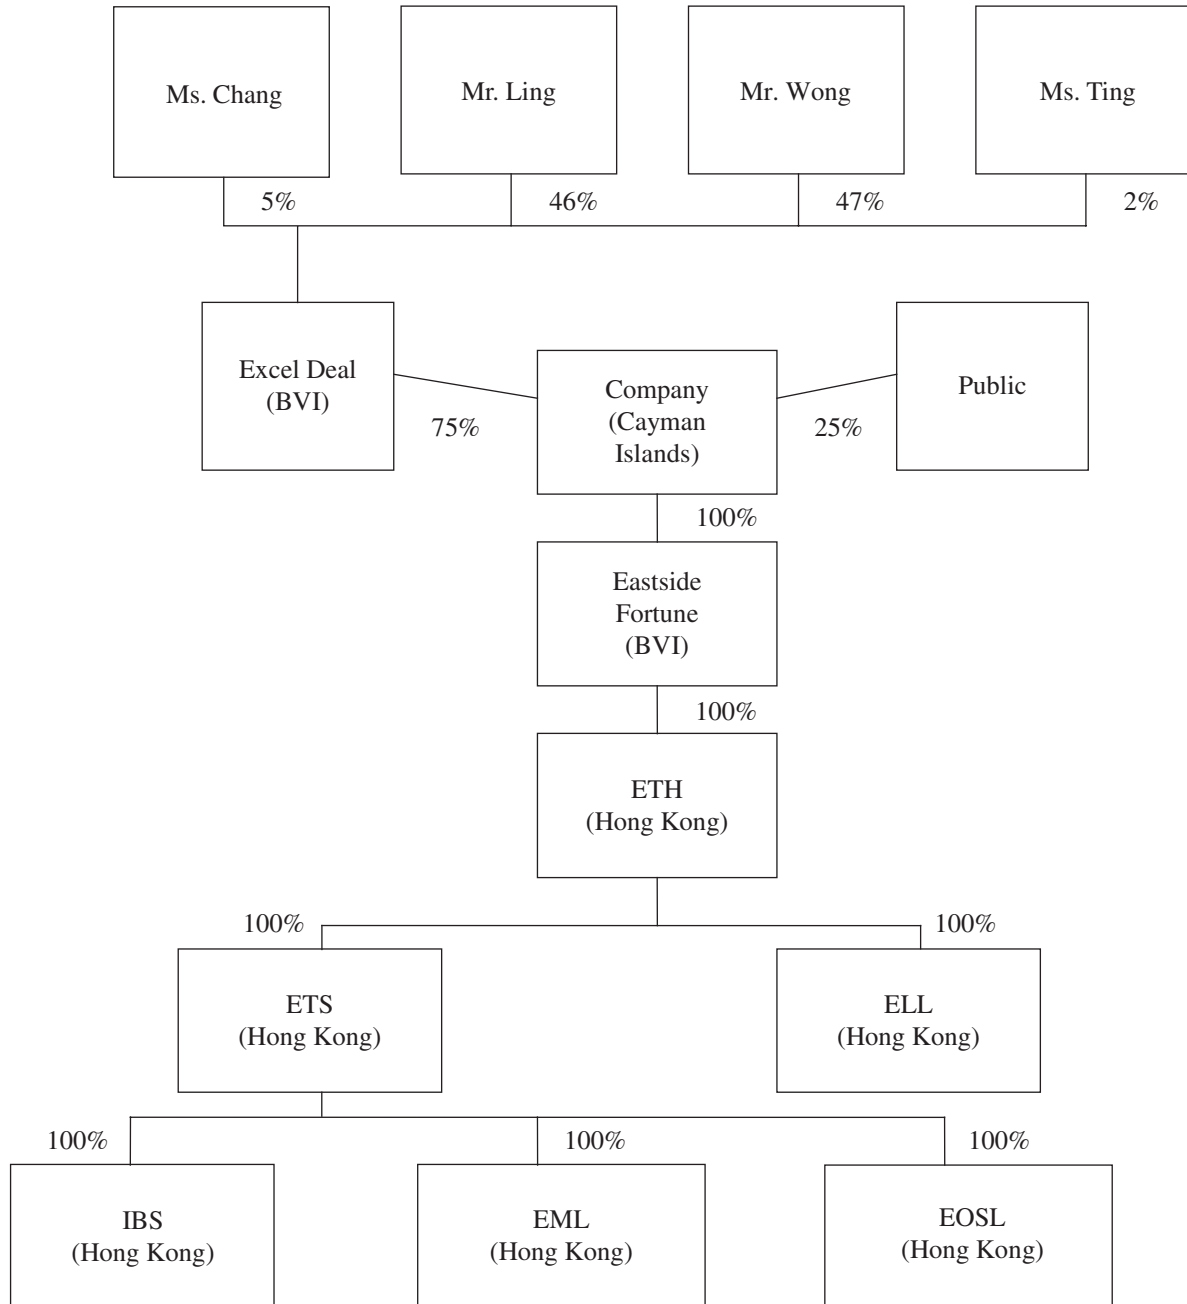 Ms. Chang
Mr. Ling
Mr. Wong
Ms. Ting
5%
46%
47%
2%
Excel Deal
(BVI)
Company
(Cayman
Islands)
Public
75%
25%
100%
Eastside
Fortune
(BVI)
100%
ETH
(Hong Kong)
100%
100%
ETS
(Hong Kong)
ELL
(Hong Kong)
100%
100%
100%
IBS
(Hong Kong)
EML
(Hong Kong)
EOSL
(Hong Kong)